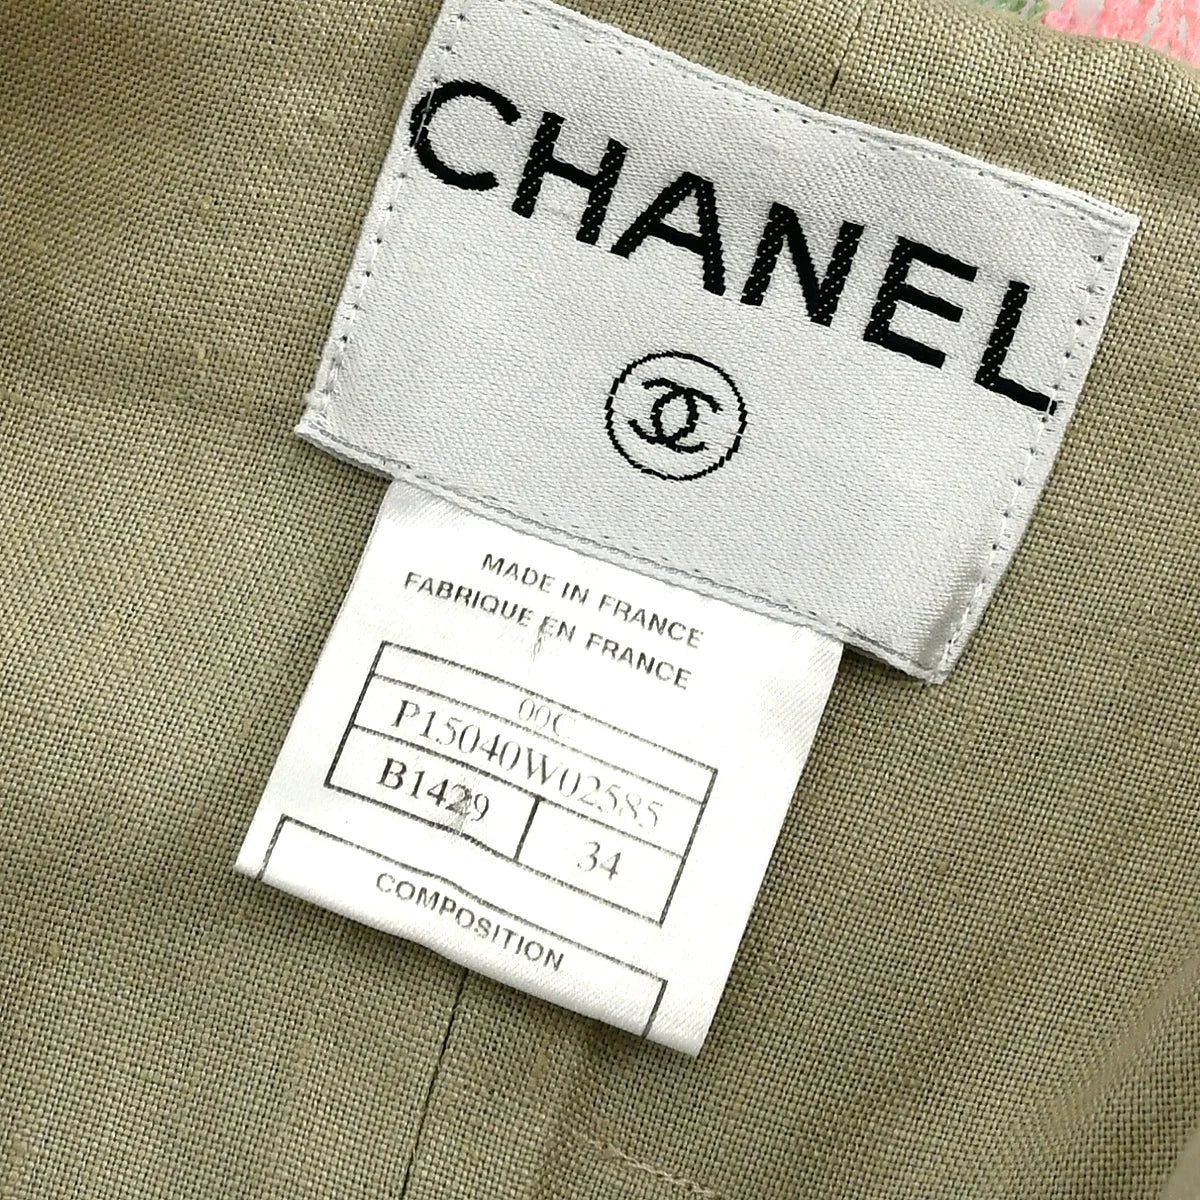 CHANEL
MADE IN FRANCE
FABRIQUE EN FRANCE
00C
P15040W02585
B1429 34
COMPOSITION